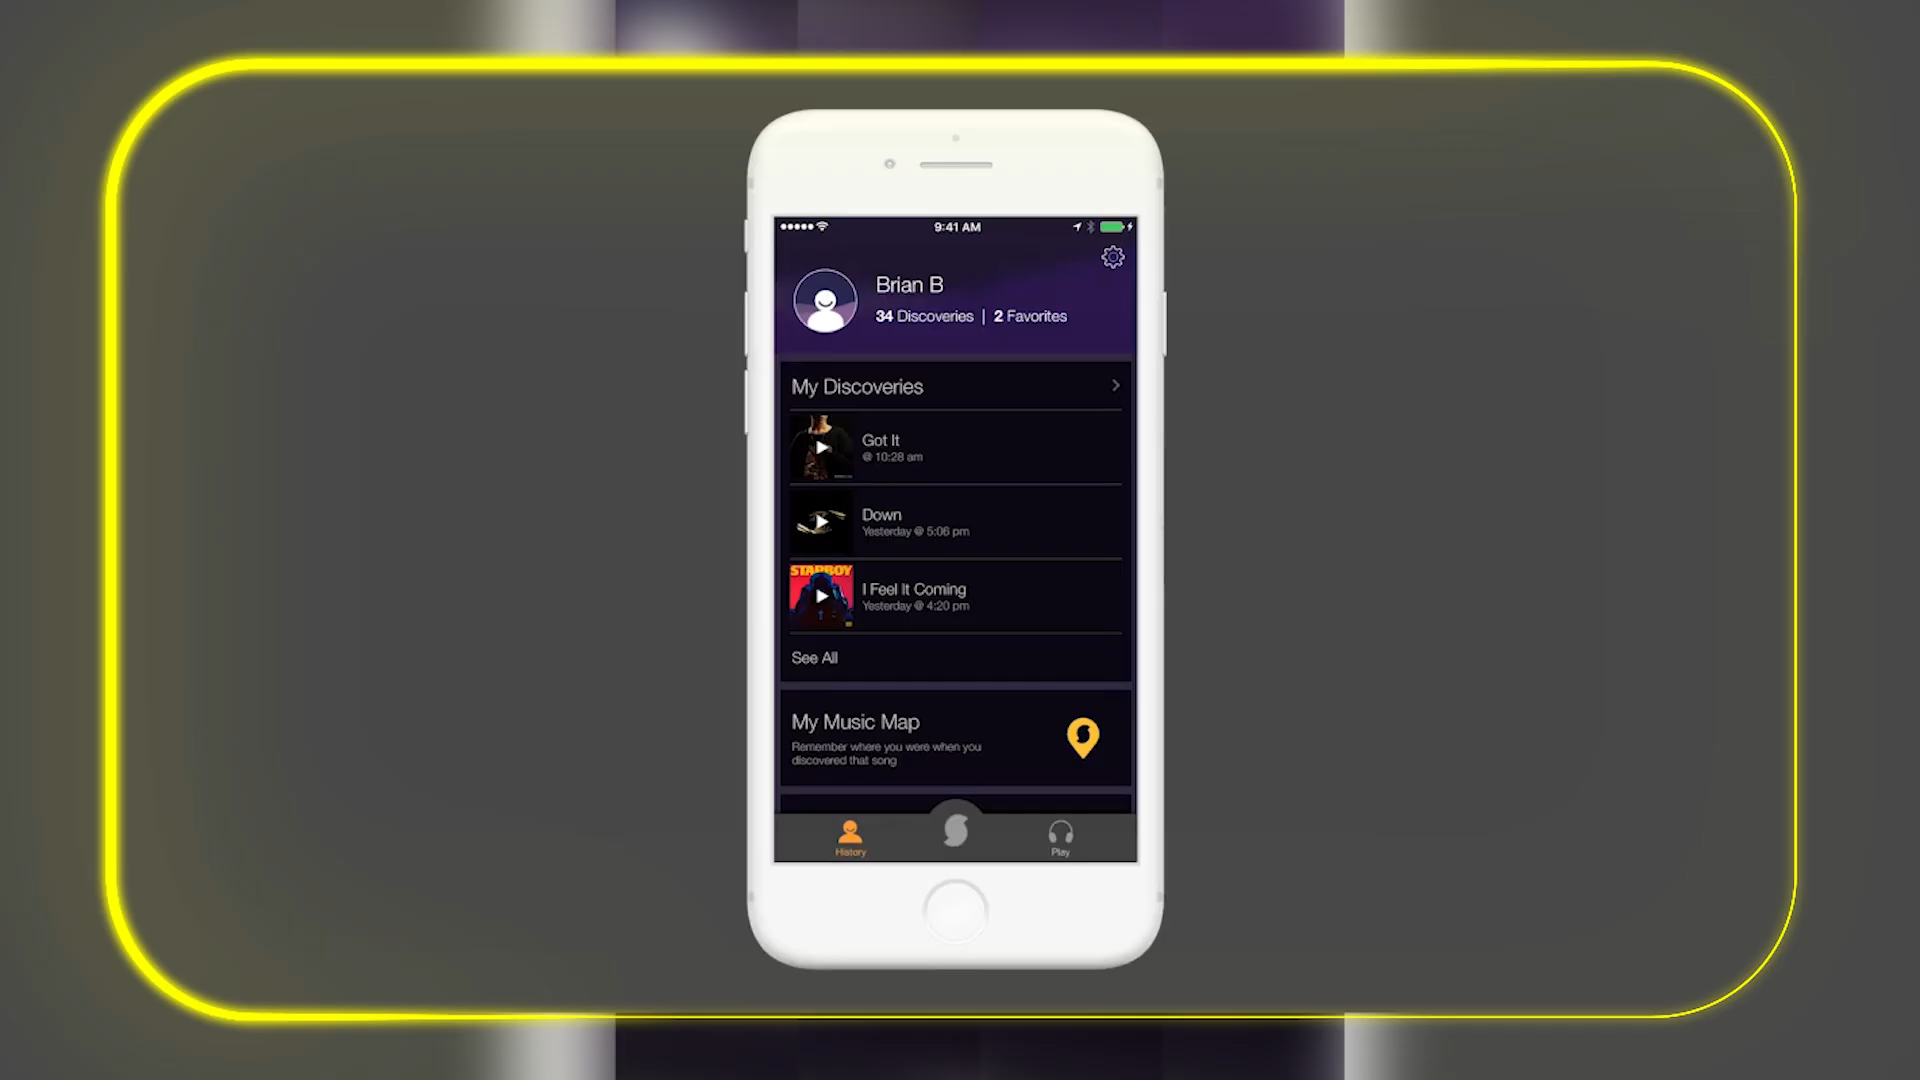 9:41 AM
Brian B
34 Discoveries | 2 Favorites
My Discoveries
Got It
@ 10:28 am
Down
Yesterday @ 5:06 pm
STARBOY
I Feel It Coming
Yesterday @ 4:20 pm
See All
My Music Map
Remember where you were when you
discovered that song
History
Play